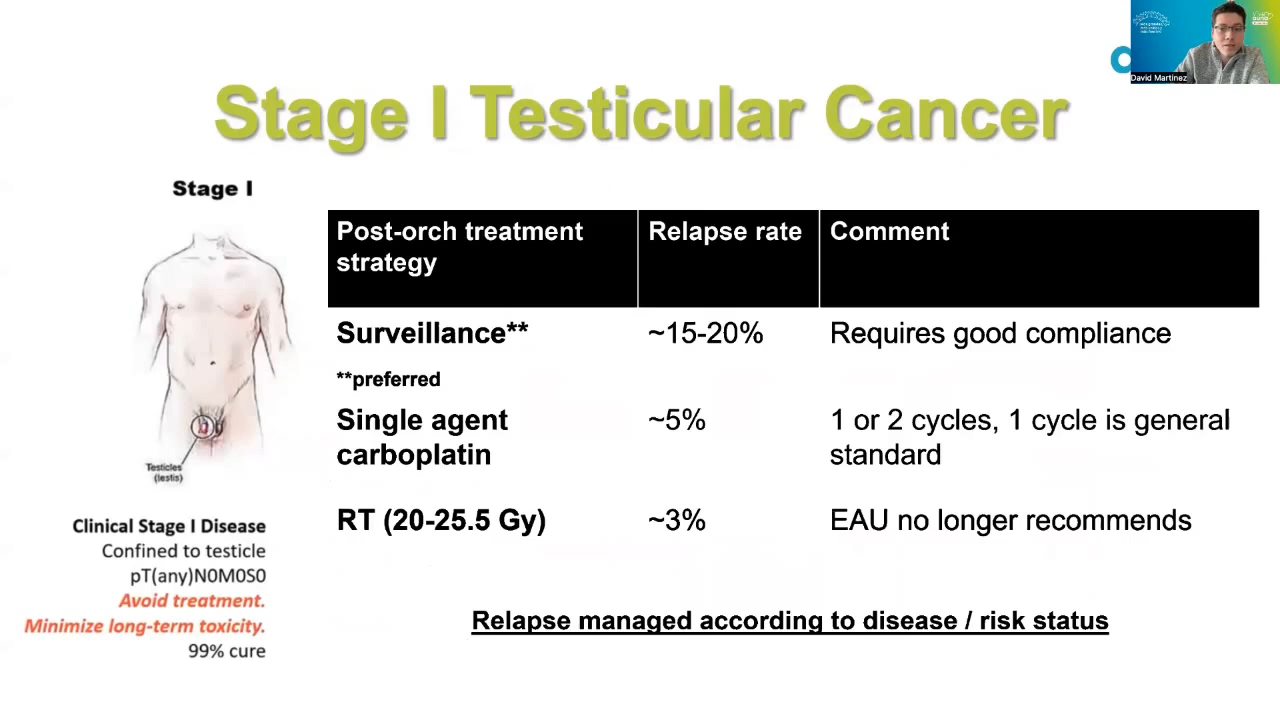 David Martinez
Stage I Testicular Cancer
Stage I
Testicles
(testis)
Clinical Stage I Disease
Confined to testicle
pT(any)N0M0S0
Avoid treatment.
Minimize long-term toxicity.
99% cure
Post-orch treatment
strategy
Relapse rate
Comment
Surveillance**
~15-20%
Requires good compliance
**preferred
Single agent
carboplatin
~5%
1 or 2 cycles, 1 cycle is general
standard
RT (20-25.5 Gy)
~3%
EAU no longer recommends
Relapse managed according to disease / risk status